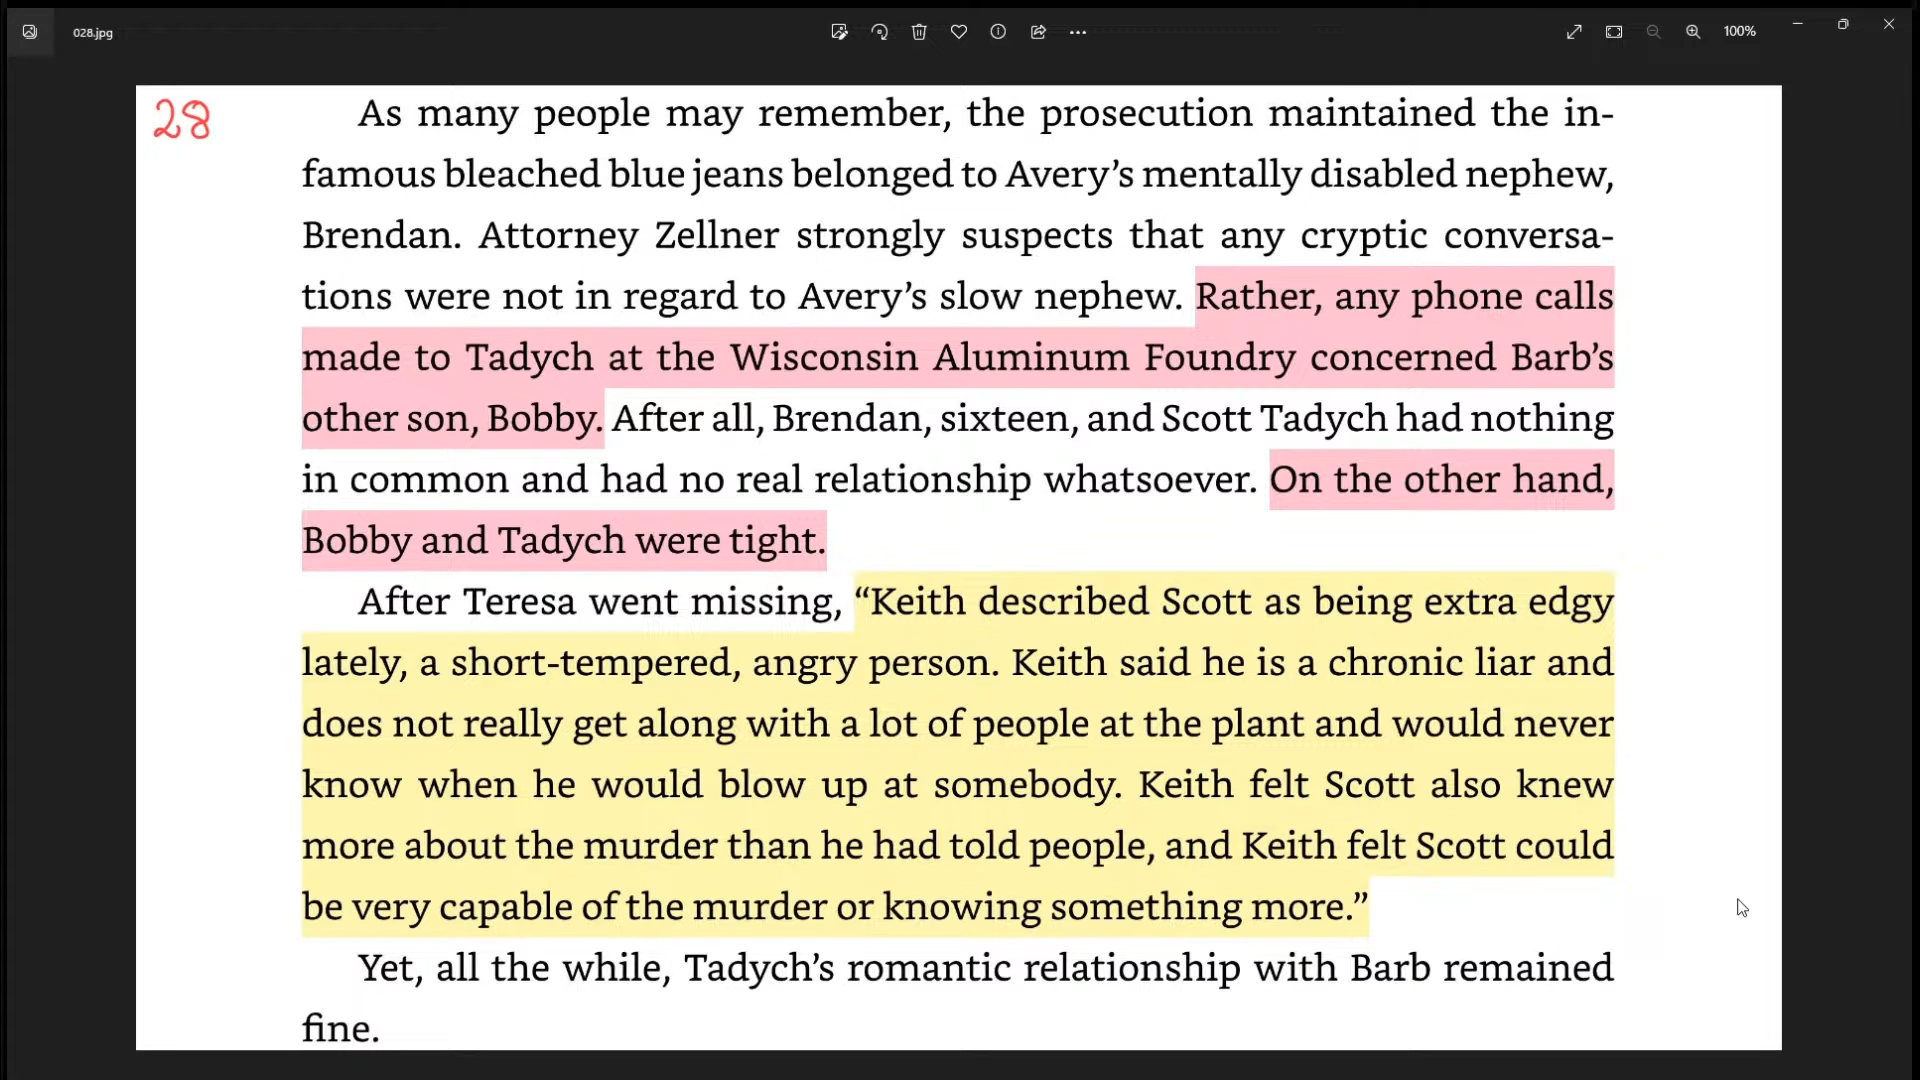 028.jpg
100%
28
As many people may remember, the prosecution maintained the in-
famous bleached blue jeans belonged to Avery’s mentally disabled nephew,
Brendan. Attorney Zellner strongly suspects that any cryptic conversa-
tions were not in regard to Avery’s slow nephew. Rather, any phone calls
made to Tadych at the Wisconsin Aluminum Foundry concerned Barb’s
other son, Bobby. After all, Brendan, sixteen, and Scott Tadych had nothing
in common and had no real relationship whatsoever. On the other hand,
Bobby and Tadych were tight.
After Teresa went missing, “Keith described Scott as being extra edgy
lately, a short-tempered, angry person. Keith said he is a chronic liar and
does not really get along with a lot of people at the plant and would never
know when he would blow up at somebody. Keith felt Scott also knew
more about the murder than he had told people, and Keith felt Scott could
be very capable of the murder or knowing something more.”
Yet, all the while, Tadych’s romantic relationship with Barb remained
fine.